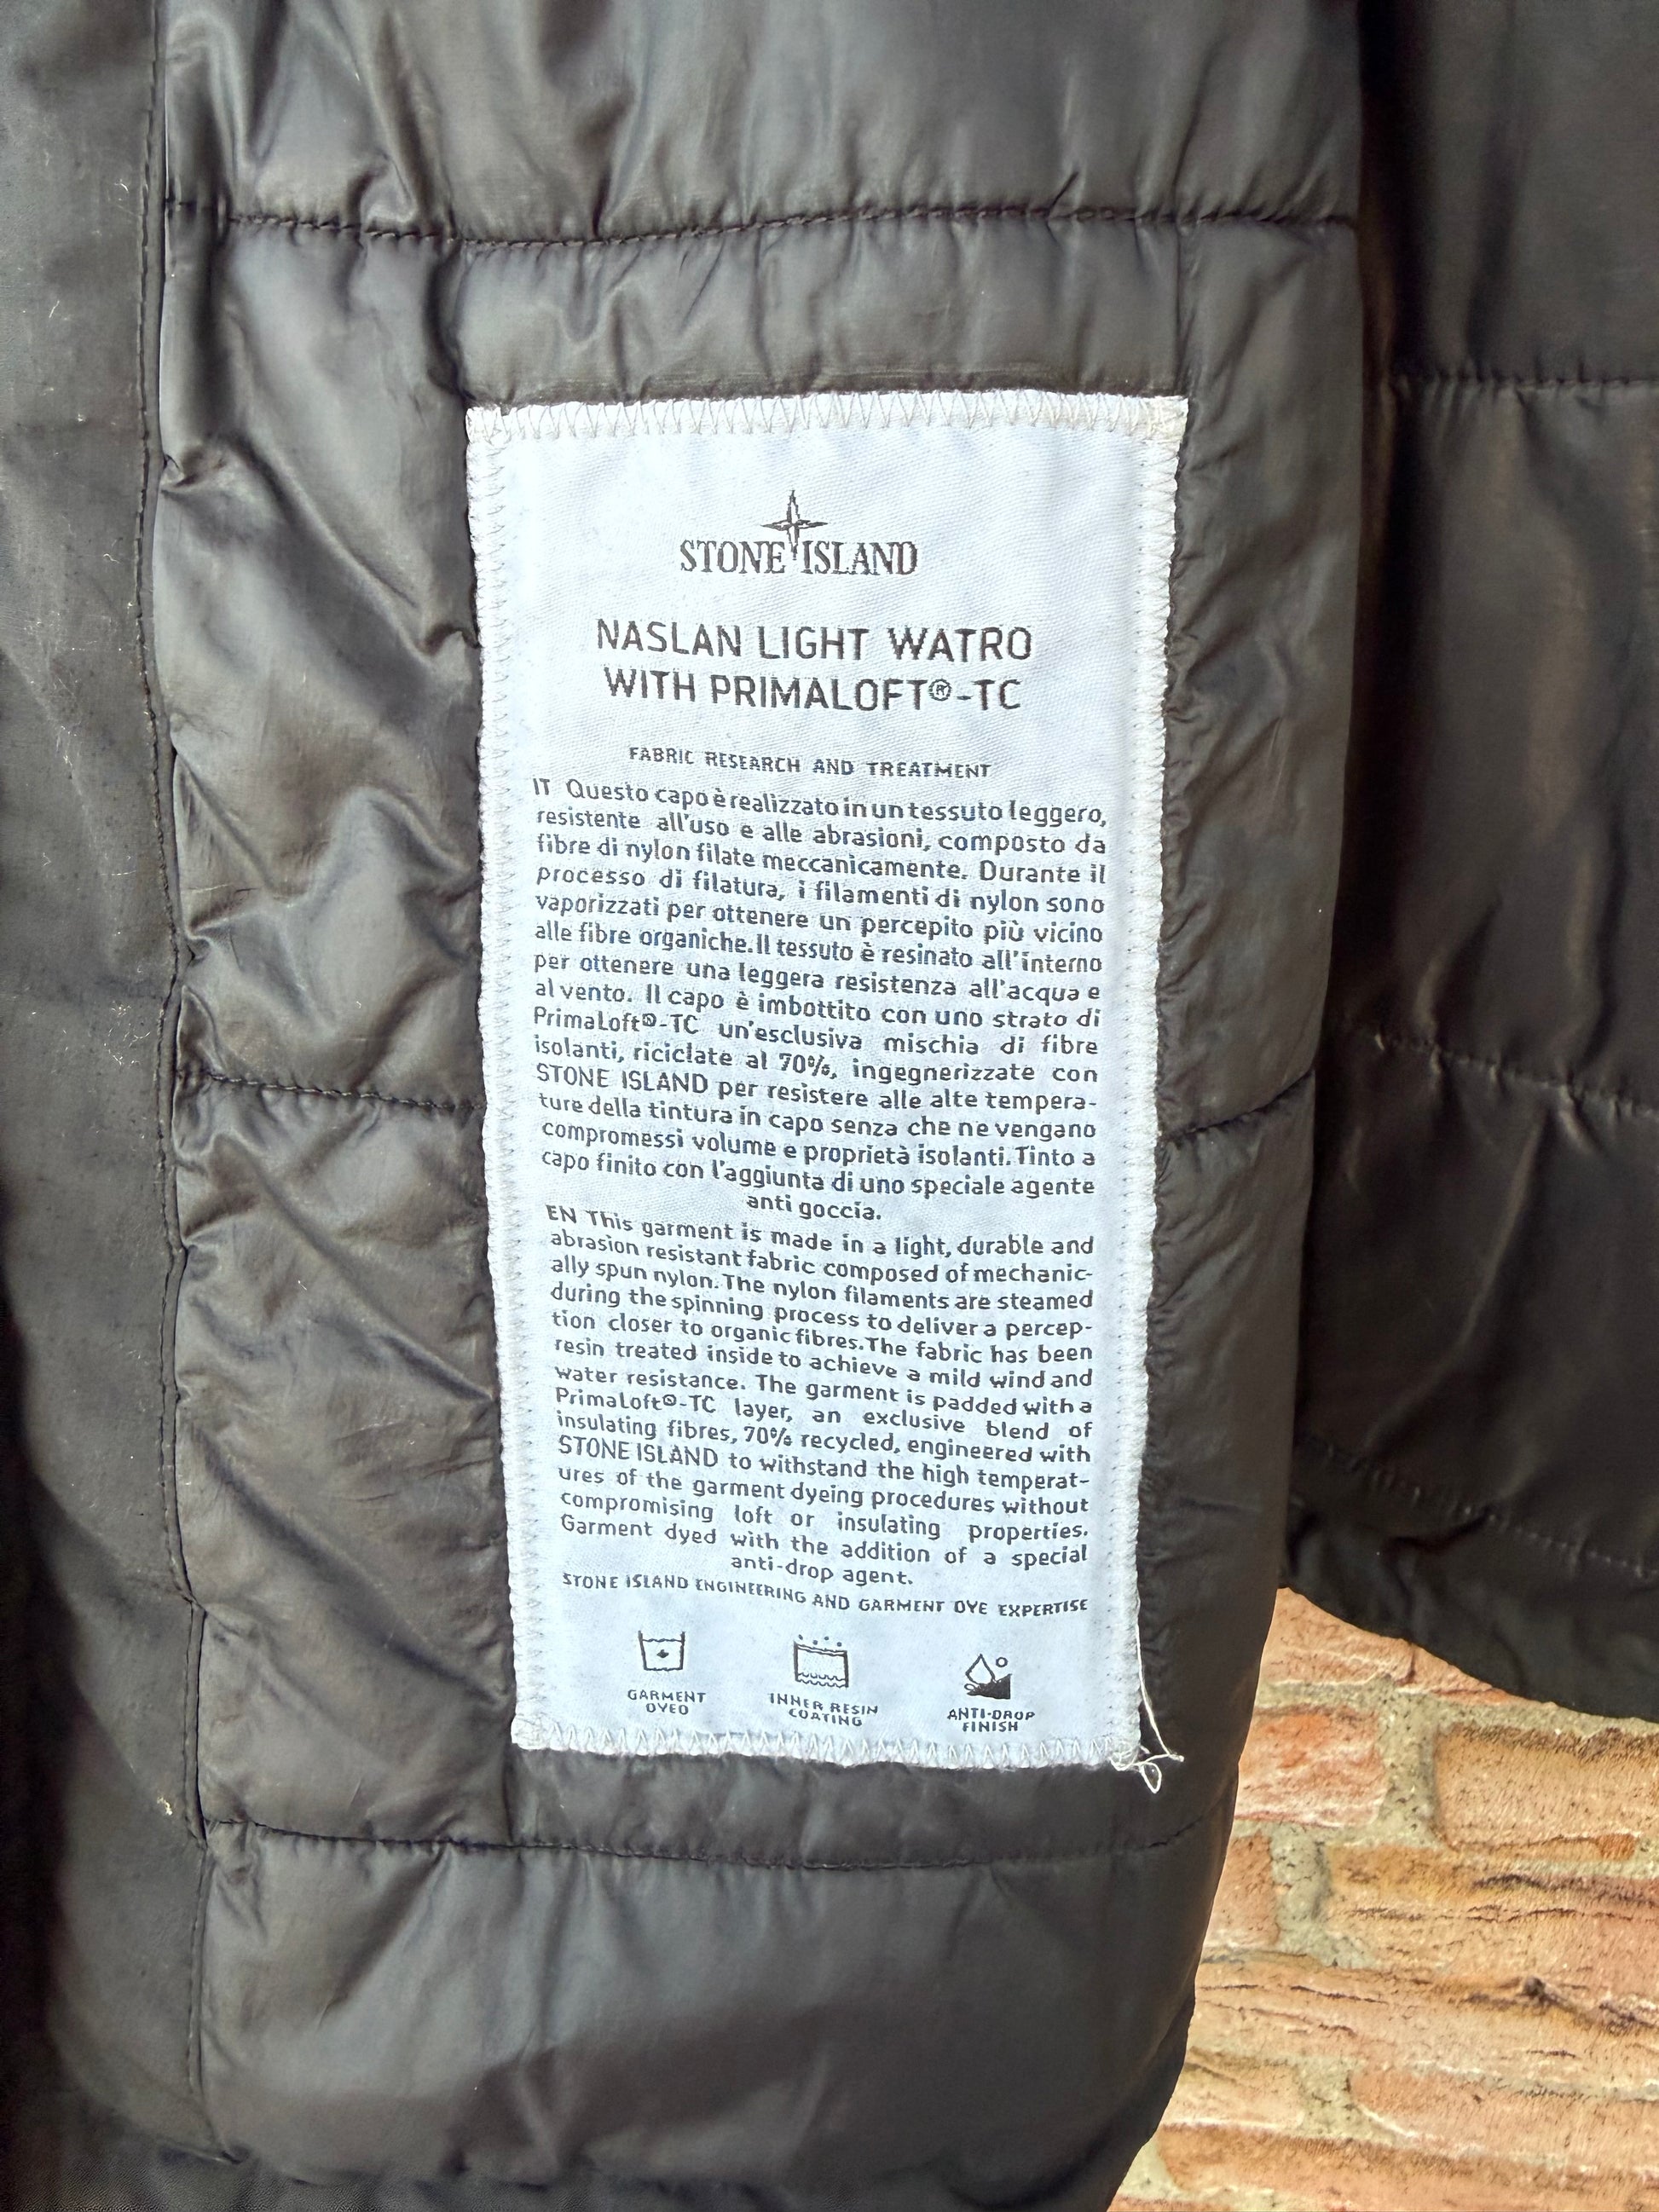 STONE ISLAND
NASLAN LIGHT WATRO
WITH PRIMALOFT®-TC
FABRIC RESEARCH AND TREATMENT
IT Questo capo è realizzato in un tessuto leggero,
resistente all'uso e alle abrasioni, composto da
fibre di nylon filate meccanicamente. Durante il
processo di filatura, i filamenti di nylon sono
vaporizzati per ottenere un percepito più vicino
alle fibre organiche. Il tessuto è resinato all'interno
per ottenere una leggera resistenza all'acqua e
al vento. Il capo è imbottito con uno strato di
PrimaLoft®-TC un'esclusiva mischia di fibre
isolanti, riciclate al 70%, ingegnerizzate con
STONE ISLAND per resistere alle alte tempera-
ture della tintura in capo senza che ne vengano
compromessi volume e proprietà isolanti. Tinto a
capo finito con l'aggiunta di uno speciale agente
anti goccia.
EN This garment is made in a light, durable and
abrasion resistant fabric composed of mechanic-
ally spun nylon. The nylon filaments are steamed
during the spinning process to deliver a percep-
tion closer to organic fibres. The fabric has been
resin treated inside to achieve a mild wind and
water resistance. The garment is padded with a
PrimaLoft®-TC layer, an exclusive blend of
insulating fibres, 70% recycled, engineered with
STONE ISLAND to withstand the high temperat-
ures of the garment dyeing procedures without
compromising loft or insulating properties.
Garment dyed with the addition of a special
anti-drop agent.
STONE ISLAND ENGINEERING AND GARMENT DYE EXPERTISE
GARMENT
DYED
INNER RESIN
COATING
ANTI-DROP
FINISH